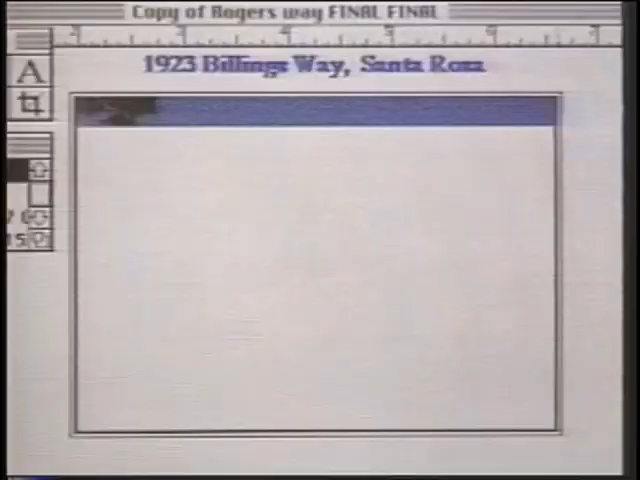 Copy of Rogers way FINAL FINAL
1923 Billings Way, Santa Rosa
A